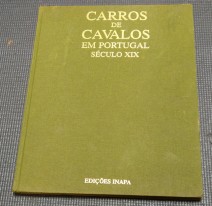 CARROS
DE
CAVALOS
EM PORTUGAL
SÉCULO XIX
EDIÇÕES INAPA